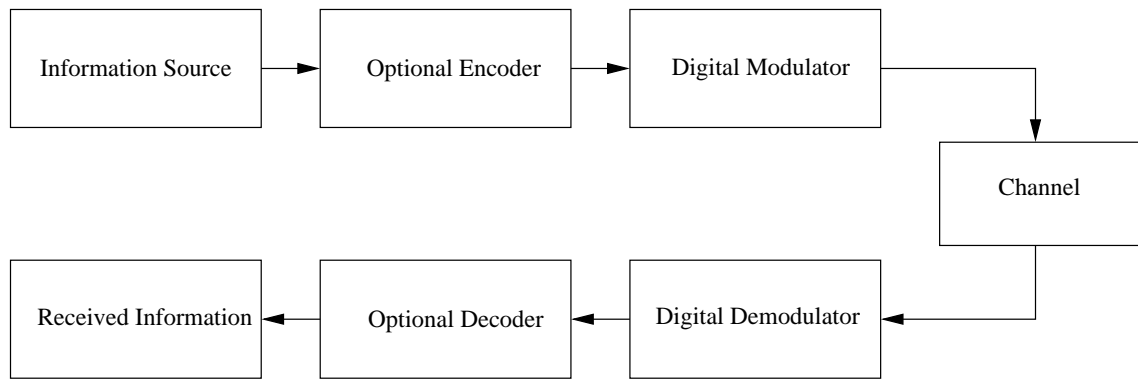 Information Source
Optional Encoder
Digital Modulator
Channel
Received Information
Optional Decoder
Digital Demodulator